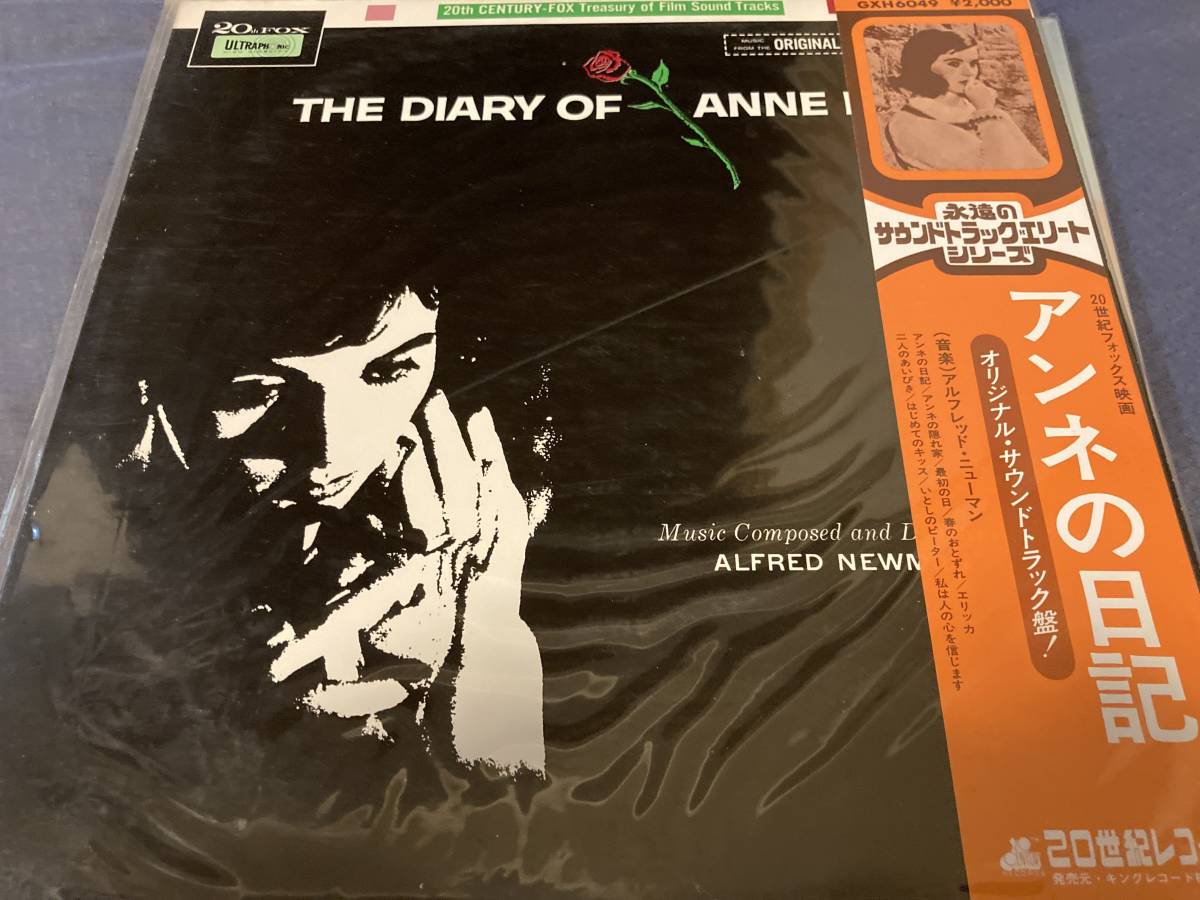 20th FOX
ULTRAPHONIC
20th CENTURY-FOX Treasury of Film Sound Tracks
MUSIC FROM THE ORIGINAL
THE DIARY OF ANNE
Music Composed and D
ALFRED NEWM
GXH6049 ¥2,000
永遠の
サウンドトラック・エリート
シリーズ
20世紀フォックス映画
アンネの日記
オリジナル・サウンドトラック盤!
(音楽)アルフレッド・ニューマン
アンネの日記/アンネの隠れ家/最初の日/春のおとずれ/エリッカ
二人のあいびき/はじめてのキッス/いとしのピーター/私は人の心を信じます
20世紀レコ
発売元・キングレコード